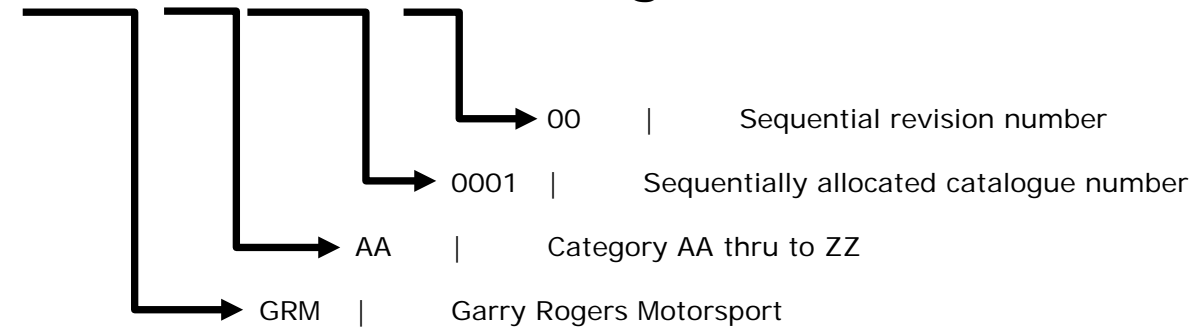 00 | Sequential revision number
0001 | Sequentially allocated catalogue number
AA | Category AA thru to ZZ
GRM | Garry Rogers Motorsport